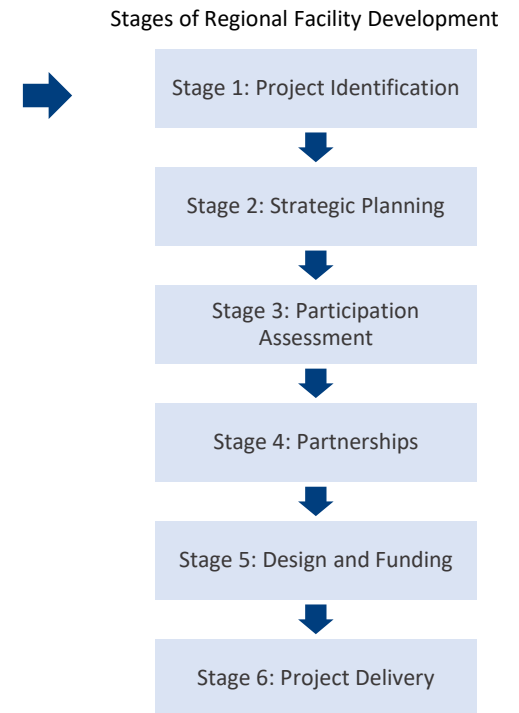 Stages of Regional Facility Development
Stage 1: Project Identification
Stage 2: Strategic Planning
Stage 3: Participation
Assessment
Stage 4: Partnerships
Stage 5: Design and Funding
Stage 6: Project Delivery